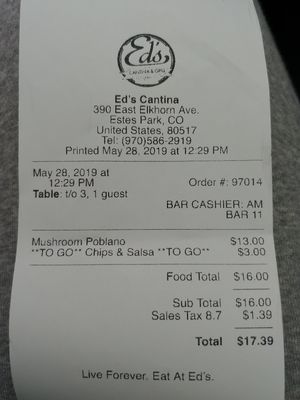 Ed's
CANTINA & GRILL
Ed's Cantina
390 East Elkhorn Ave.
Estes Park, CO
United States, 80517
Tel: (970)586-2919
Printed May 28, 2019 at 12:29 PM
May 28, 2019 at
12:29 PM
Order #: 97014
Table: t/o 3, 1 guest
BAR CASHIER: AM
BAR 11
Mushroom Poblano $13.00
**TO GO** Chips & Salsa **TO GO** $3.00
Food Total $16.00
Sub Total $16.00
Sales Tax 8.7 $1.39
Total $17.39
Live Forever. Eat At Ed's.